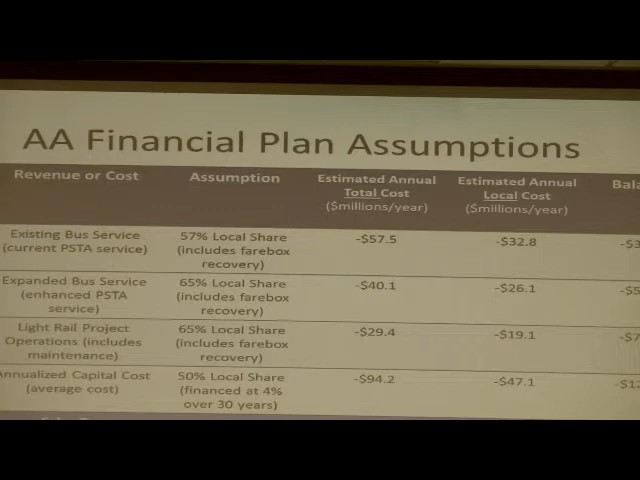 AA Financial Plan Assumptions
Revenue or Cost
Assumption
Estimated Annual
Total Cost
($millions/year)
Estimated Annual
Local Cost
($millions/year)
Existing Bus Service
(current PSTA service)
57% Local Share
(includes farebox
recovery)
-$57.5
-$32.8
Expanded Bus Service
(enhanced PSTA
service)
65% Local Share
(includes farebox
recovery)
-$40.1
-$26.1
Light Rail Project
Operations (includes
maintenance)
65% Local Share
(includes farebox
recovery)
-$29.4
-$19.1
Annualized Capital Cost
(average cost)
50% Local Share
(financed at 4%
over 30 years)
-$94.2
-$47.1